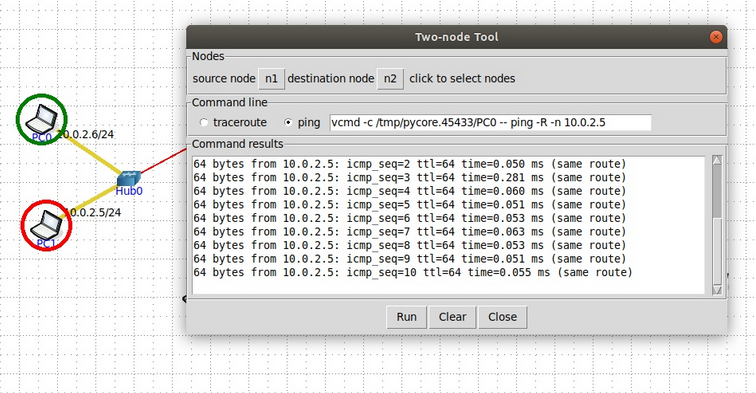 Two-node Tool
Nodes
source node n1 destination node n2 click to select nodes
Command line
traceroute ping vcmd -c /tmp/pycore.45433/PC0 -- ping -R -n 10.0.2.5
Command results
64 bytes from 10.0.2.5: icmp_seq=2 ttl=64 time=0.050 ms (same route)
64 bytes from 10.0.2.5: icmp_seq=3 ttl=64 time=0.281 ms (same route)
64 bytes from 10.0.2.5: icmp_seq=4 ttl=64 time=0.060 ms (same route)
64 bytes from 10.0.2.5: icmp_seq=5 ttl=64 time=0.051 ms (same route)
64 bytes from 10.0.2.5: icmp_seq=6 ttl=64 time=0.053 ms (same route)
64 bytes from 10.0.2.5: icmp_seq=7 ttl=64 time=0.063 ms (same route)
64 bytes from 10.0.2.5: icmp_seq=8 ttl=64 time=0.053 ms (same route)
64 bytes from 10.0.2.5: icmp_seq=9 ttl=64 time=0.051 ms (same route)
64 bytes from 10.0.2.5: icmp_seq=10 ttl=64 time=0.055 ms (same route)
Run Clear Close
PC0 10.0.2.6/24
Hub0
10.0.2.5/24
PC1